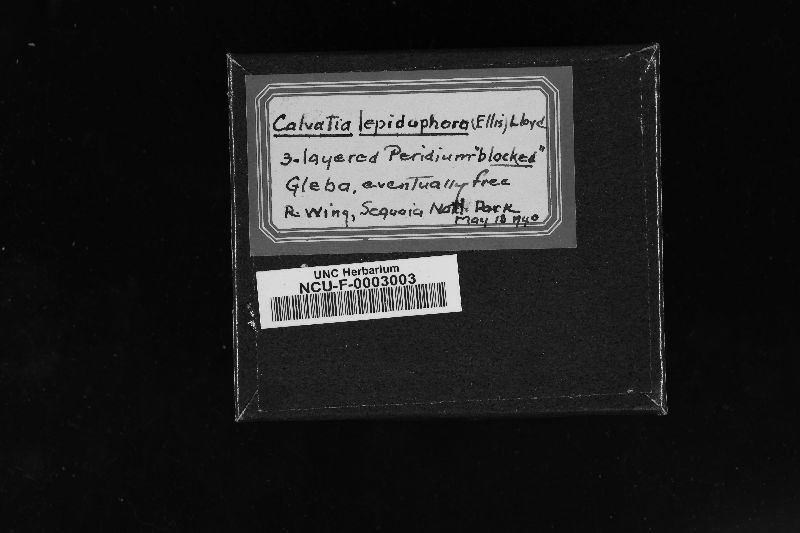 Calvatia lepidophora (Ellis) Lloyd
3-layered Peridium "blocked"
Gleba, eventually free
R. Wing, Sequoia Natl. Park
May 18 1940
UNC Herbarium
NCU-F-0003003